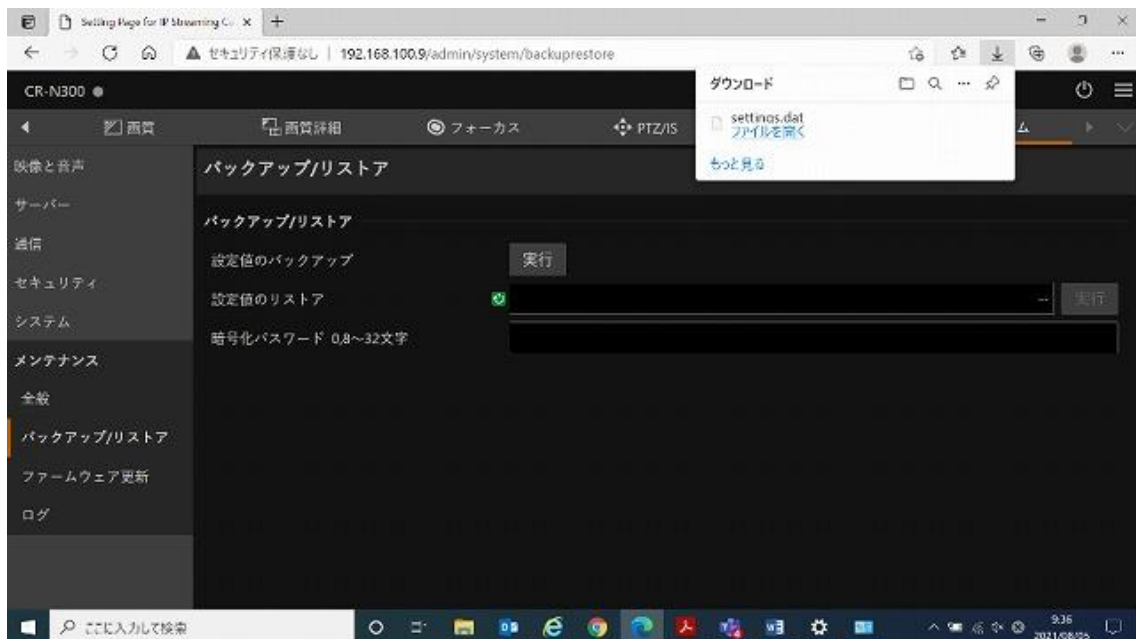 Setting Page for IP Streaming C
セキュリティ保護なし | 192.168.100.9/admin/system/backuprestore
ダウンロード
settings.dat
ファイルを開く
もっと見る
CR-N300
画質
画質詳細
フォーカス
PTZ/IS
ム
映像と音声
サーバー
通信
セキュリティ
システム
メンテナンス
全般
バックアップ/リストア
ファームウェア更新
ログ
バックアップ/リストア
バックアップ/リストア
設定値のバックアップ
実行
設定値のリストア
--
実行
暗号化パスワード 0,8～32文字
ここに入力して検索
9:36
2021/08/05